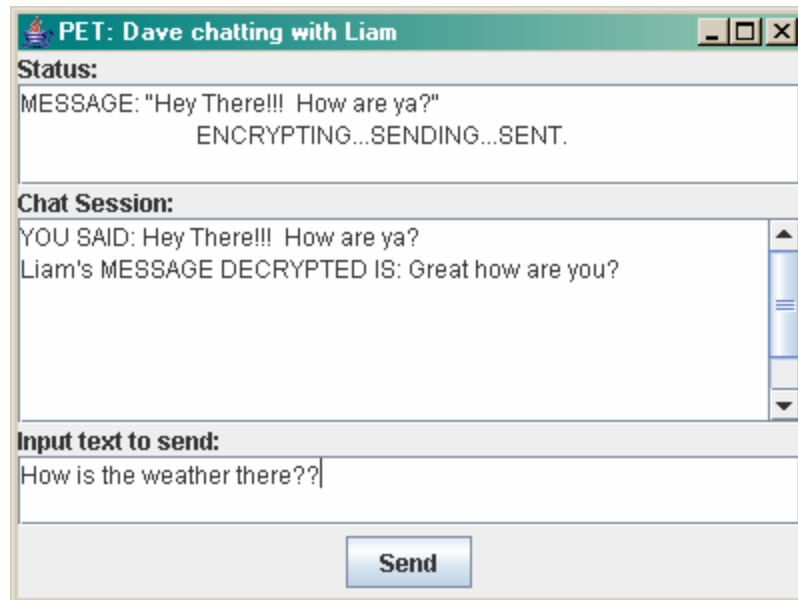 PET: Dave chatting with Liam
Status:
MESSAGE: "Hey There!!!  How are ya?"
ENCRYPTING...SENDING...SENT.
Chat Session:
YOU SAID: Hey There!!!  How are ya?
Liam's MESSAGE DECRYPTED IS: Great how are you?
Input text to send:
How is the weather there??
Send